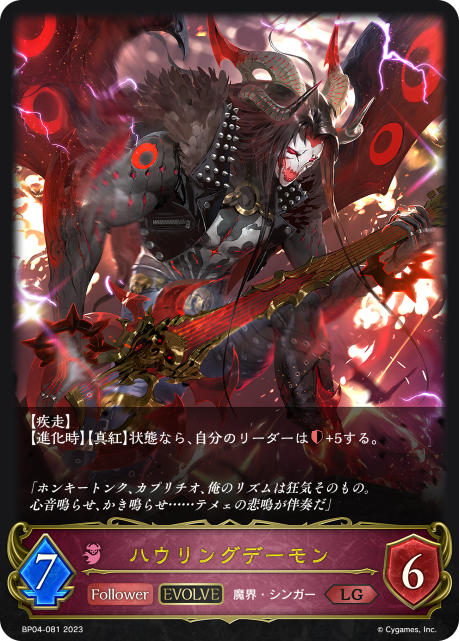 【疾走】
【進化時】【真紅】状態なら、自分のリーダーは+5する。
「ホンキートンク、カプリチオ、俺のリズムは狂気そのもの。
心音鳴らせ、かき鳴らせ……テメェの悲鳴が伴奏だ」
ハウリングデーモン
7
Follower EVOLVE 魔界・シンガー LG
6
BP04-081 2023
© Cygames, Inc.